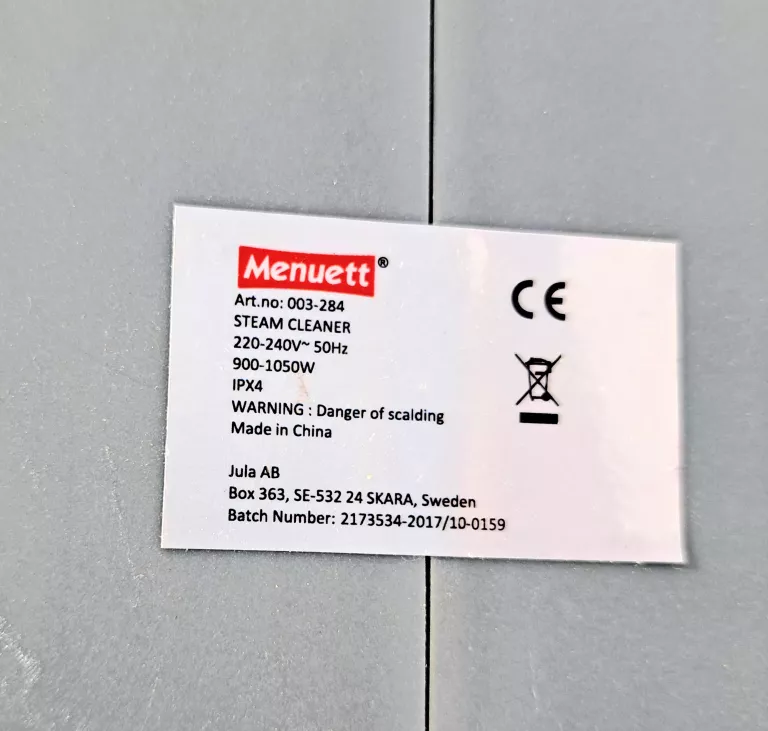 Menuett®
Art.no: 003-284
STEAM CLEANER
220-240V~ 50Hz
900-1050W
IPX4
WARNING : Danger of scalding
Made in China
Jula AB
Box 363, SE-532 24 SKARA, Sweden
Batch Number: 2173534-2017/10-0159
CE